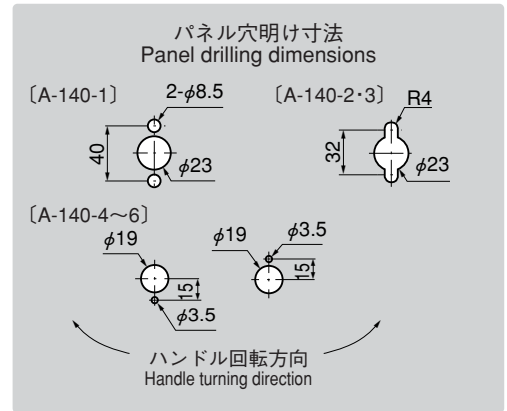 パネル穴明け寸法
Panel drilling dimensions
〔A-140-1〕
2-φ8.5
40
φ23
〔A-140-2・3〕
R4
32
φ23
〔A-140-4〜6〕
φ19
15
φ3.5
φ19
φ3.5
15
ハンドル回転方向
Handle turning direction